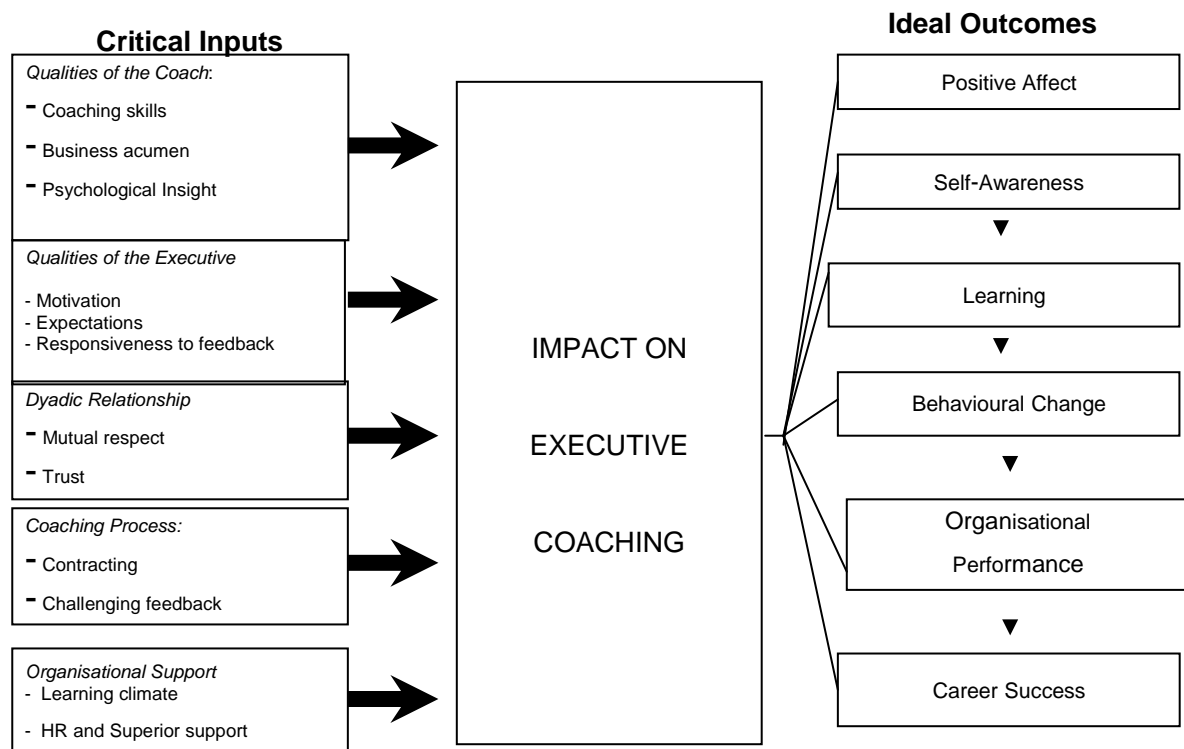 Critical Inputs
Qualities of the Coach:
- Coaching skills
- Business acumen
- Psychological Insight
Qualities of the Executive
- Motivation
- Expectations
- Responsiveness to feedback
Dyadic Relationship
- Mutual respect
- Trust
Coaching Process:
- Contracting
- Challenging feedback
Organisational Support
- Learning climate
- HR and Superior support
IMPACT ON
EXECUTIVE
COACHING
Ideal Outcomes
Positive Affect
Self-Awareness
Learning
Behavioural Change
Organisational
Performance
Career Success